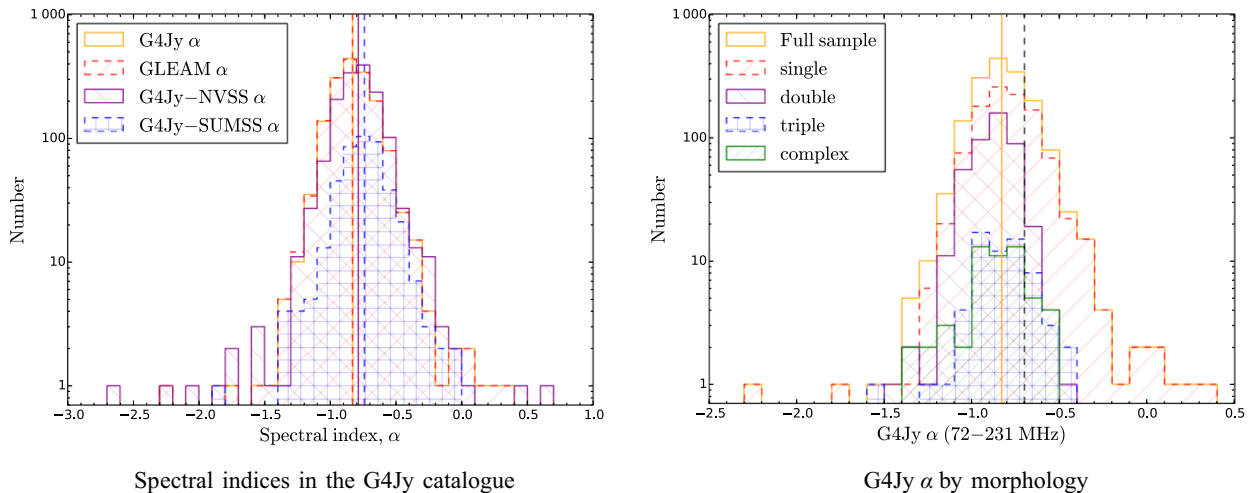 1 000
100
10
1
Number
−3.0 −2.5 −2.0 −1.5 −1.0 −0.5 0.0 0.5 1.0
Spectral index, α
G4Jy α
GLEAM α
G4Jy−NVSS α
G4Jy−SUMSS α
Spectral indices in the G4Jy catalogue
1 000
100
10
1
Number
−2.5 −2.0 −1.5 −1.0 −0.5 0.0 0.5
G4Jy α (72−231 MHz)
Full sample
single
double
triple
complex
G4Jy α by morphology